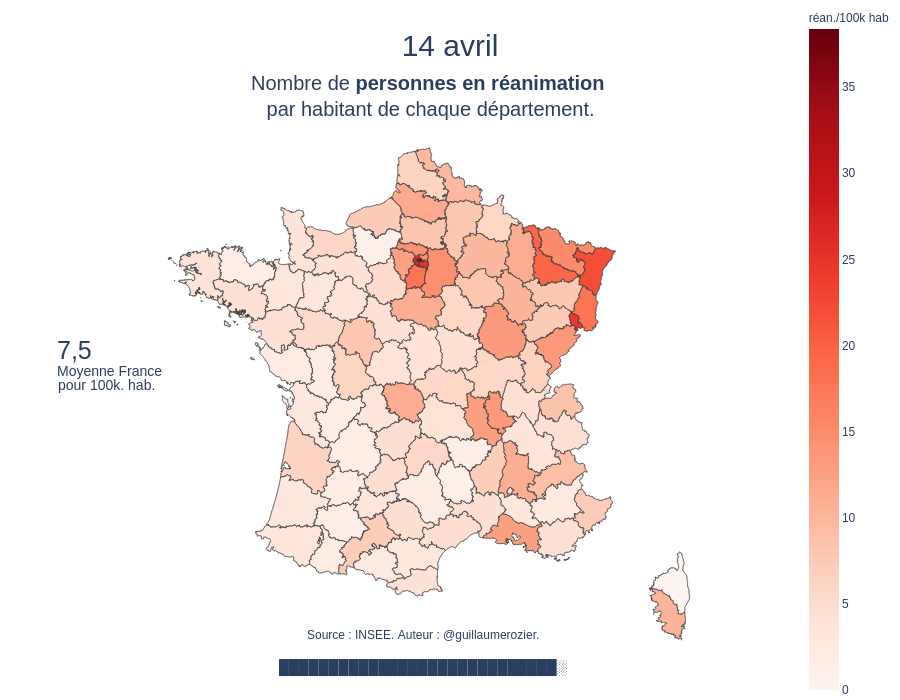 réan./100k hab
14 avril
Nombre de personnes en réanimation
par habitant de chaque département.
35
30
25
20
7,5
Moyenne France
pour 100k. hab.
15
10
5
Source : INSEE. Auteur : @guillaumerozier.
0